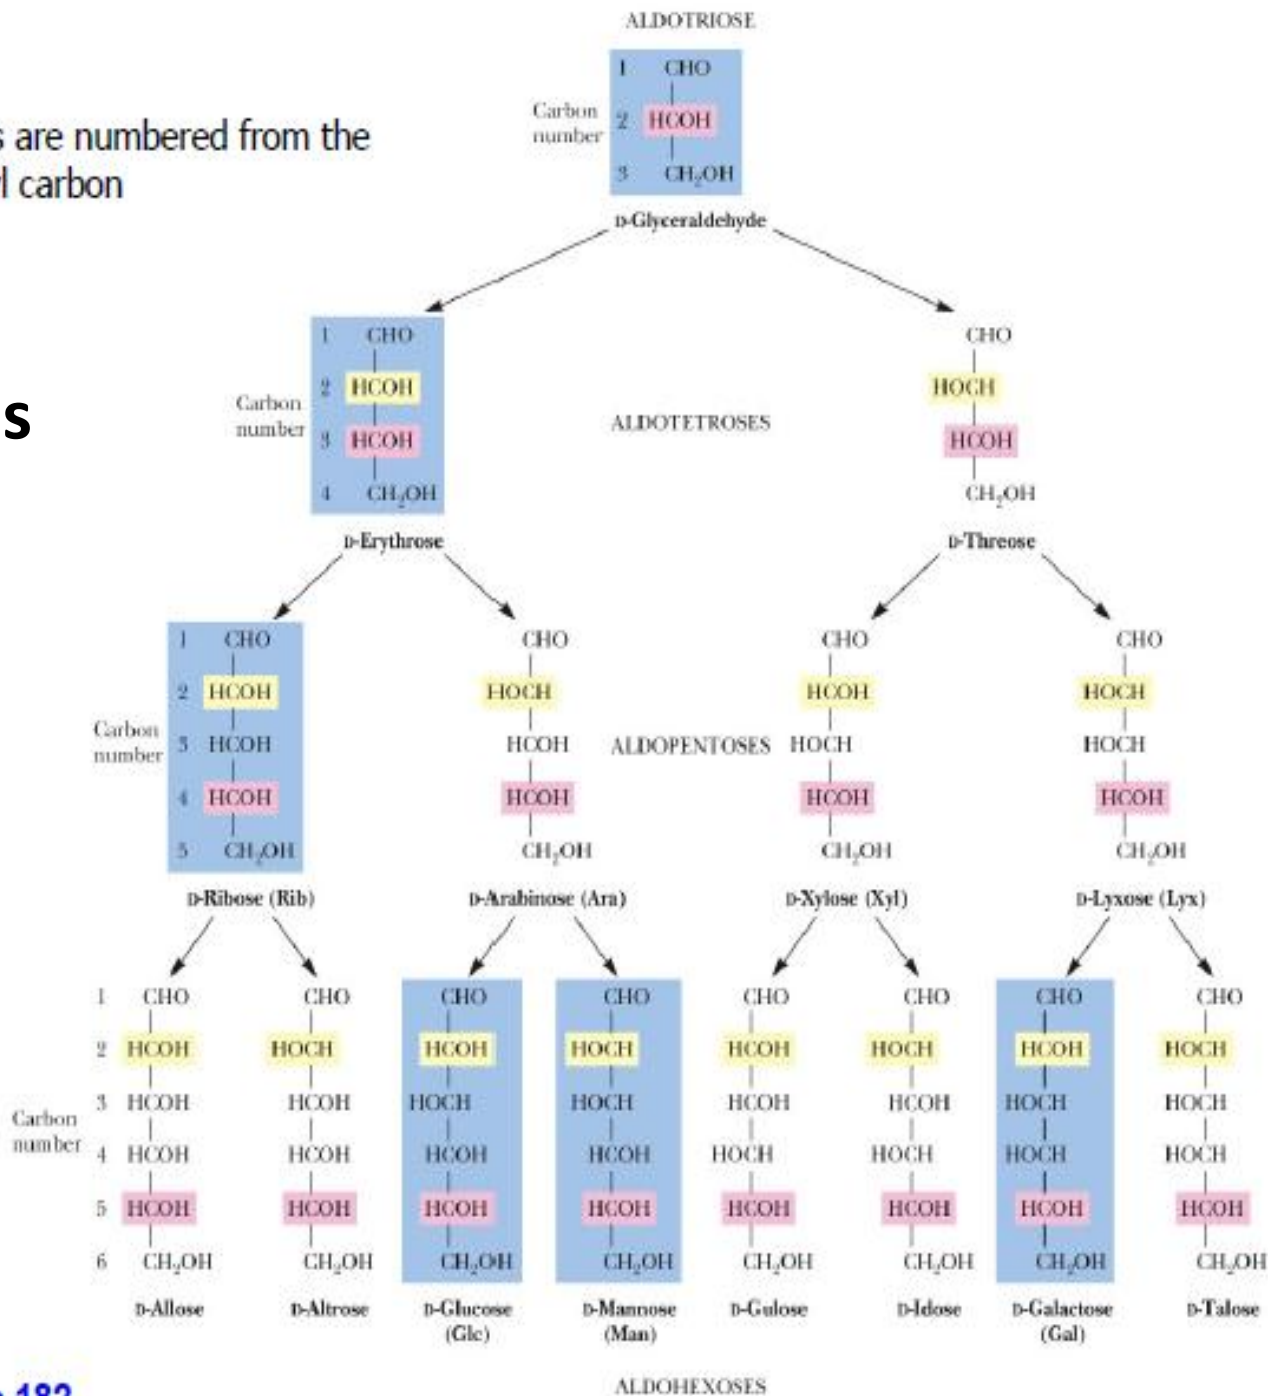 ALDOTRIOSE
1 CHO
Carbon number 2 HCOH
3 CH₂OH
D-Glyceraldehyde
s are numbered from the
l carbon
s
1 CHO CHO
2 HCOH HOCH
Carbon number ALDOTETROSES
3 HCOH HCOH
4 CH₂OH CH₂OH
D-Erythrose D-Threose
1 CHO CHO CHO CHO
2 HCOH HOCH HCOH HOCH
Carbon number 3 HCOH HCOH ALDOPENTOSES HOCH HOCH
4 HCOH HCOH HCOH HCOH
5 CH₂OH CH₂OH CH₂OH CH₂OH
D-Ribose (Rib) D-Arabinose (Ara) D-Xylose (Xyl) D-Lyxose (Lyx)
1 CHO CHO CHO CHO CHO CHO CHO CHO
2 HCOH HOCH HCOH HOCH HCOH HOCH HCOH HOCH
3 HCOH HCOH HOCH HOCH HCOH HCOH HOCH HOCH
Carbon number
4 HCOH HCOH HCOH HCOH HOCH HOCH HOCH HOCH
5 HCOH HCOH HCOH HCOH HCOH HCOH HCOH HCOH
6 CH₂OH CH₂OH CH₂OH CH₂OH CH₂OH CH₂OH CH₂OH CH₂OH
D-Allose D-Altrose D-Glucose D-Mannose D-Gulose D-Idose D-Galactose D-Talose
(Glc) (Man) (Gal)
182
ALDOHEXOSES